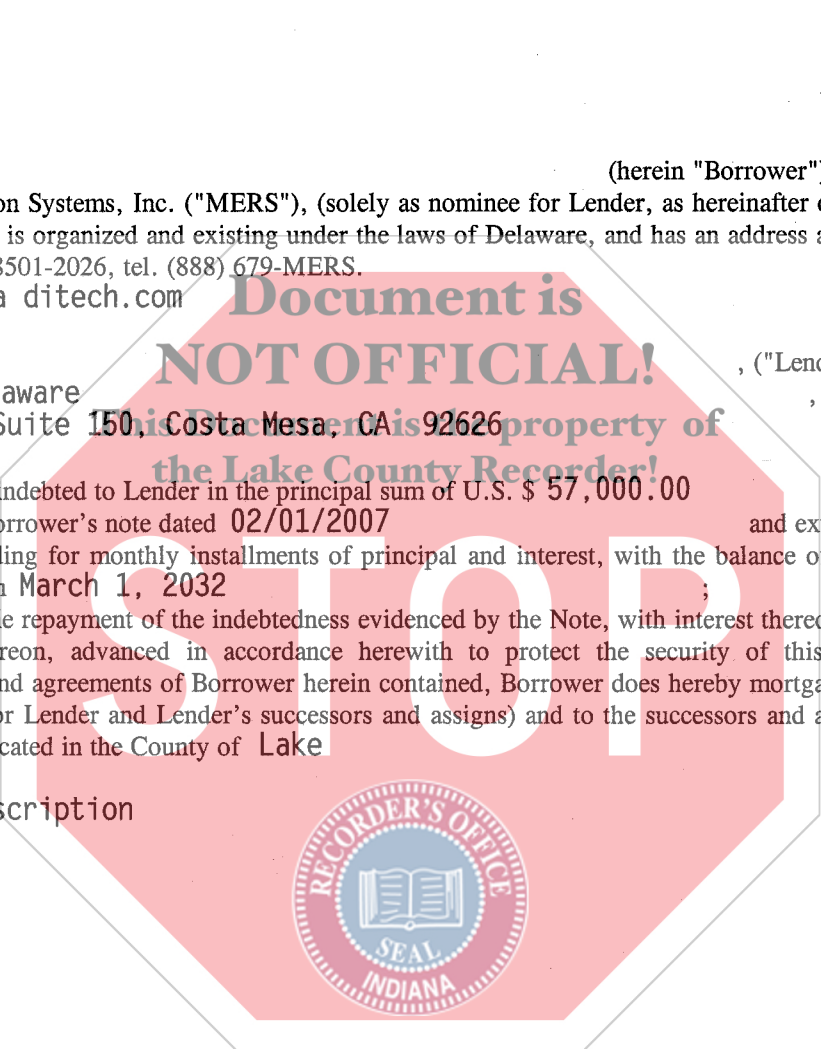 (herein "Borrower")
on Systems, Inc. ("MERS"), (solely as nominee for Lender, as hereinafter
is organized and existing under the laws of Delaware, and has an address
8501-2026, tel. (888) 679-MERS.
a ditech.com
Document is
NOT OFFICIAL!
, ("Lend
aware
,
Suite 150, Costa Mesa, CA 92626
This Document is the property of
the Lake County Recorder!
indebted to Lender in the principal sum of U.S. $ 57,000.00
orrower's note dated 02/01/2007 and ex
ding for monthly installments of principal and interest, with the balance o
n March 1, 2032 ;
e repayment of the indebtedness evidenced by the Note, with interest thereo
reon, advanced in accordance herewith to protect the security of this
nd agreements of Borrower herein contained, Borrower does hereby mortga
or Lender and Lender's successors and assigns) and to the successors and a
cated in the County of Lake
STOP
scription
RECORDER'S OFFICE
SEAL
INDIANA